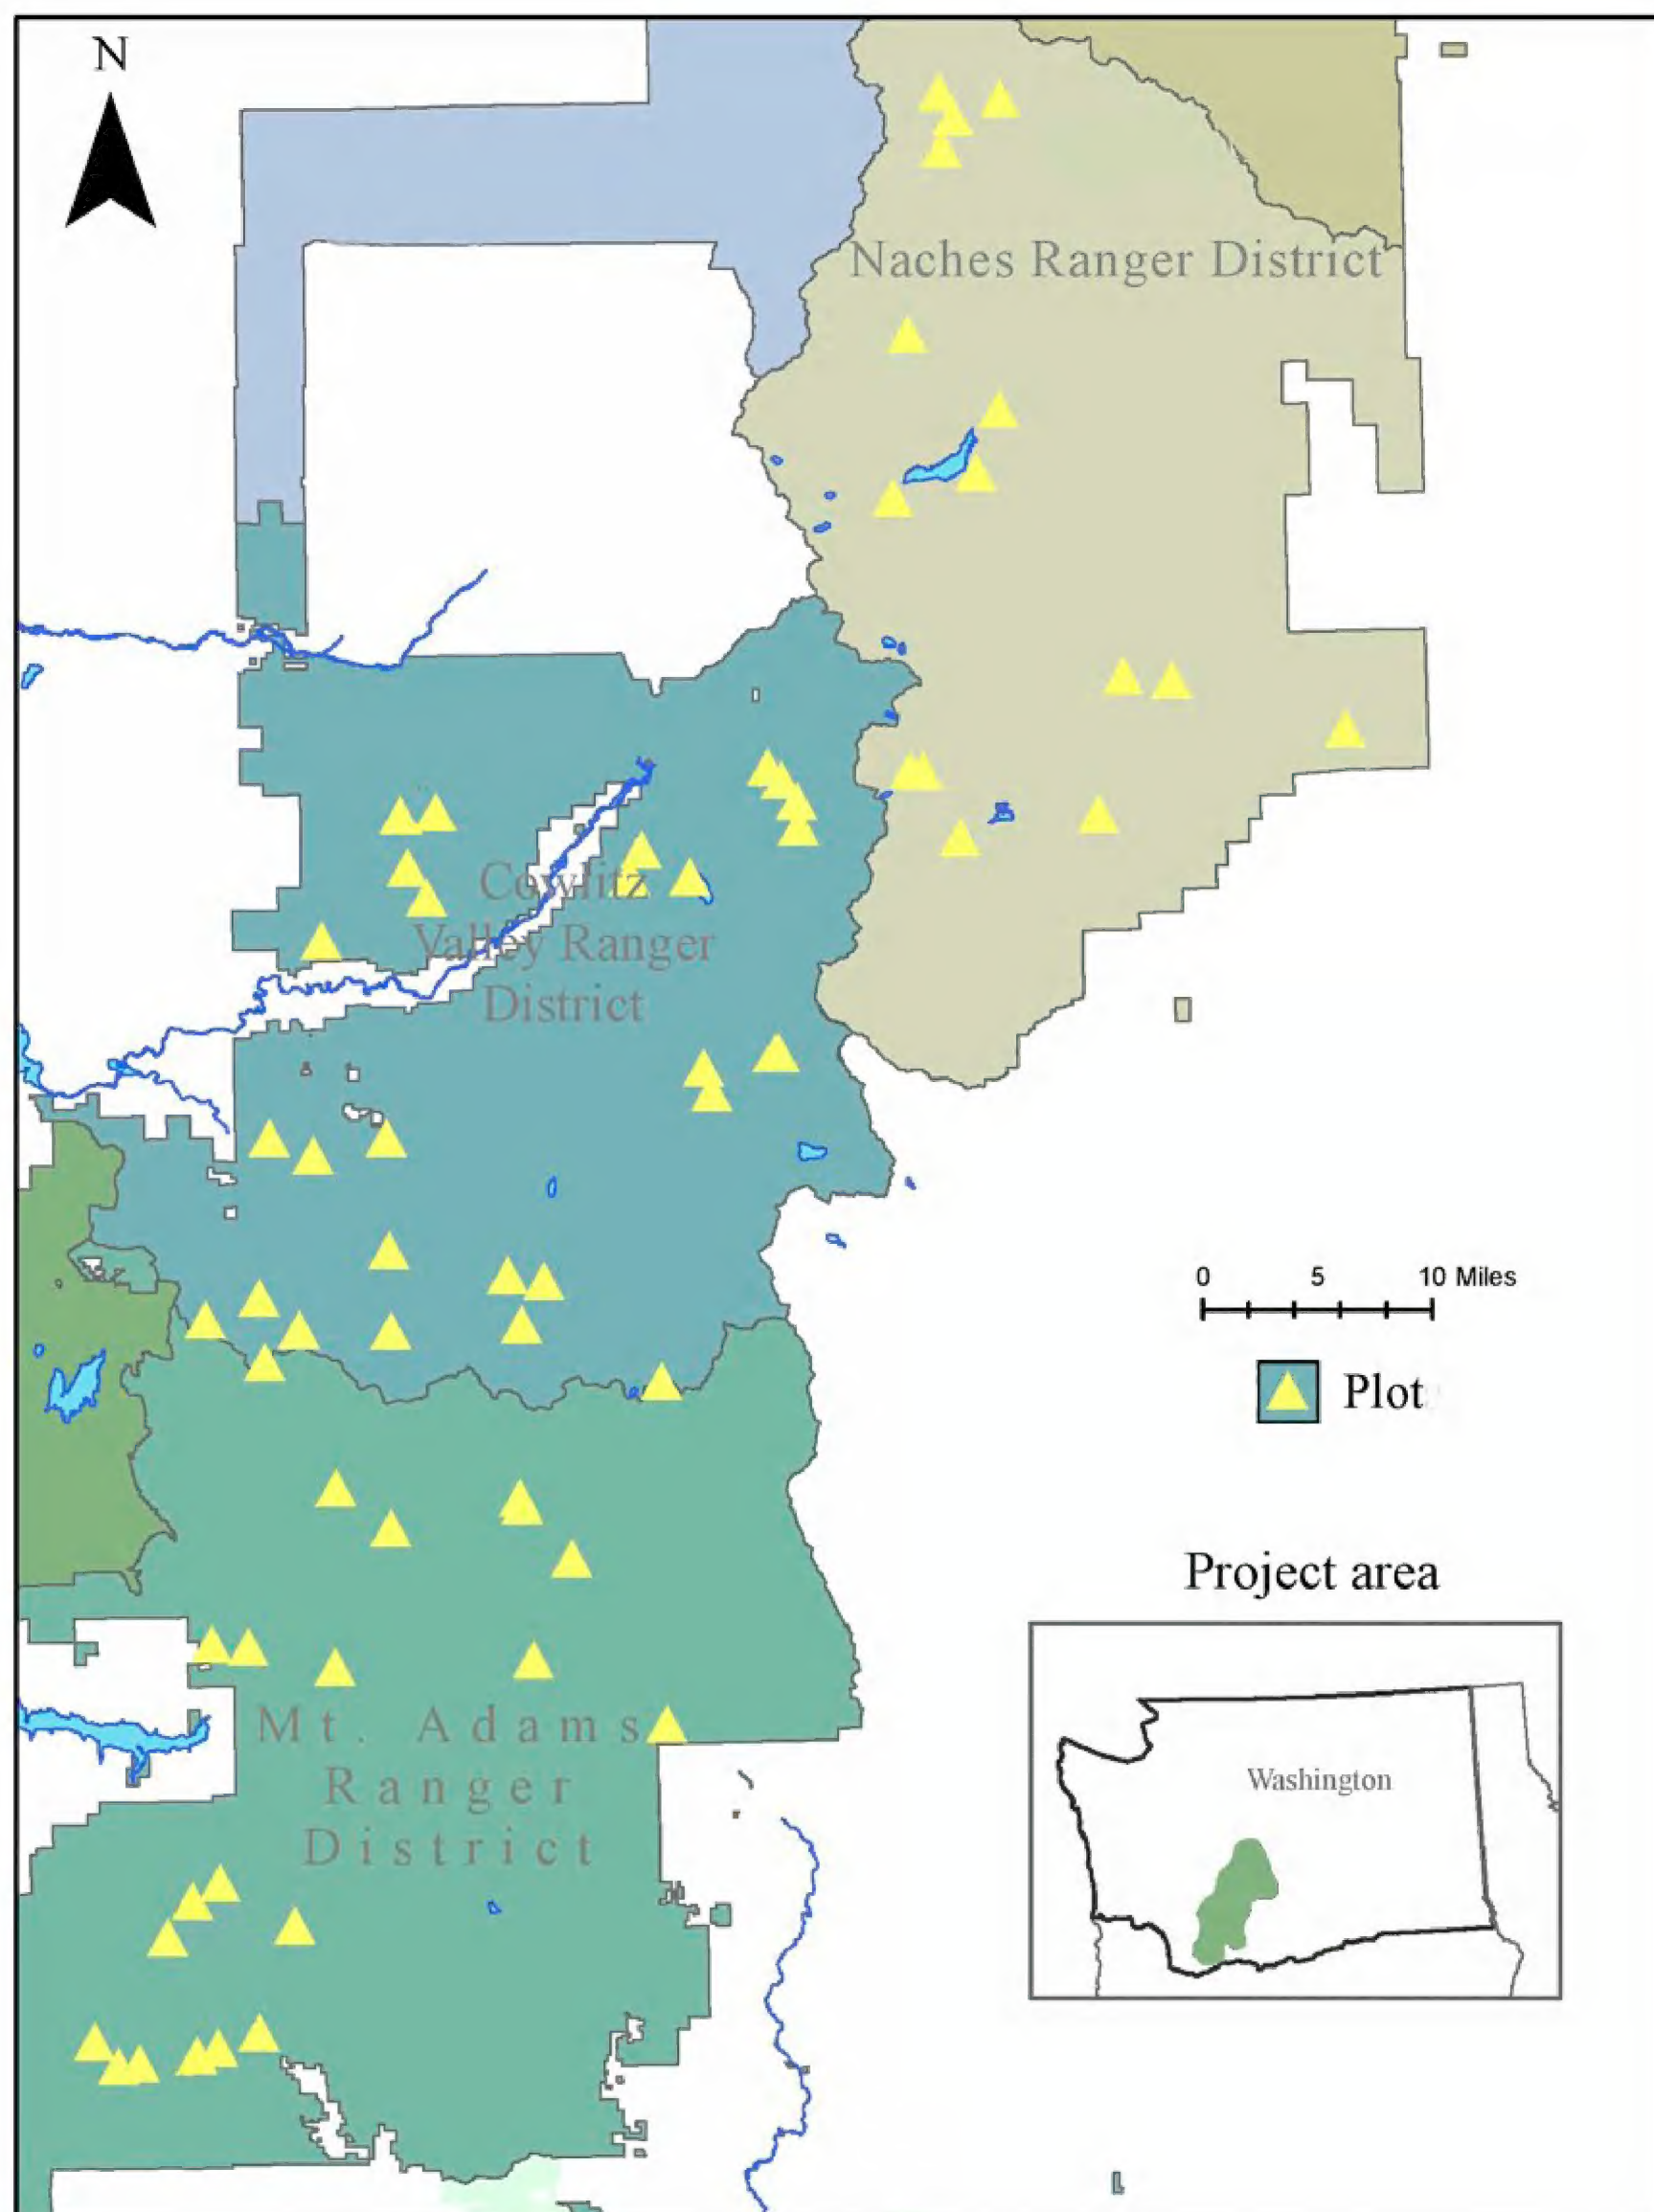 N
Naches Ranger District
Cowlitz
Valley Ranger
District
0 5 10 Miles
Plot
Project area
Washington
Mt. Adams
Ranger
District